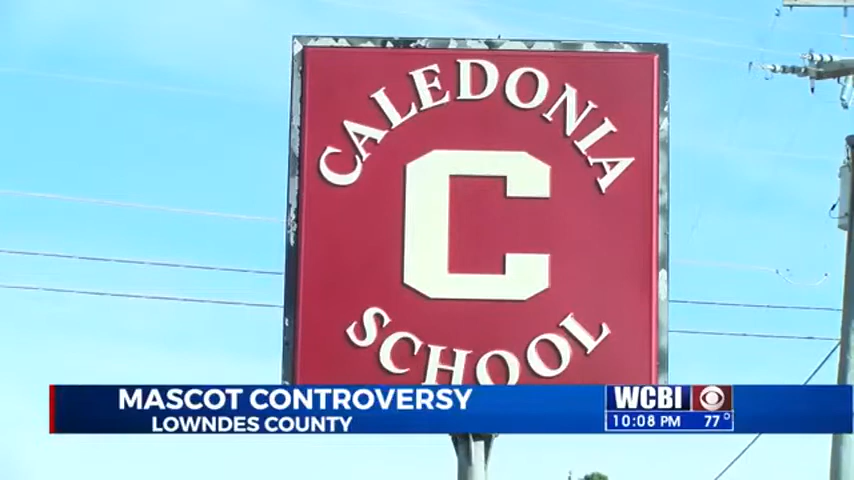 CALEDONIA
C
SCHOOL
MASCOT CONTROVERSY
LOWNDES COUNTY
WCBI
10:08 PM 77°